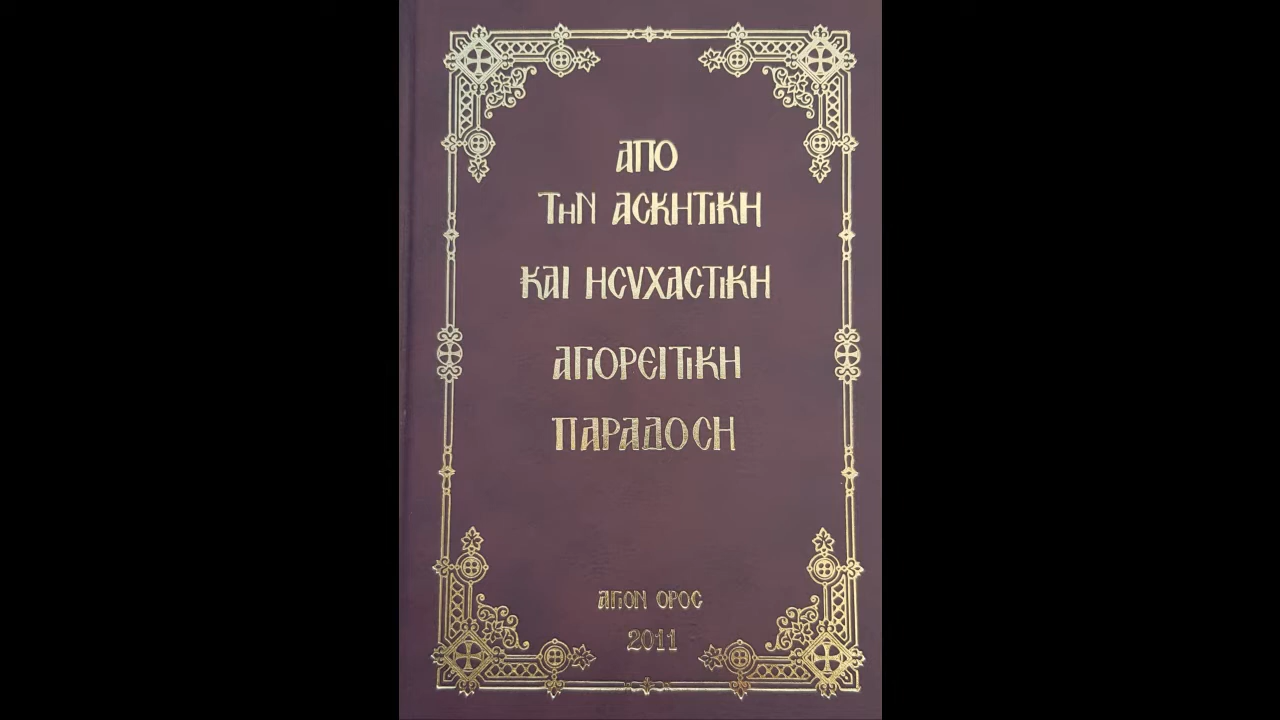 ΑΠΟ
ΤΗΝ ΑΣΚΗΤΙΚΗ
ΚΑΙ ΗΣΥΧΑΣΤΙΚΗ
ΑΓΙΟΡΕΙΤΙΚΗ
ΠΑΡΑΔΟΣΗ
ΑΓΙΟΝ ΟΡΟΣ
2011